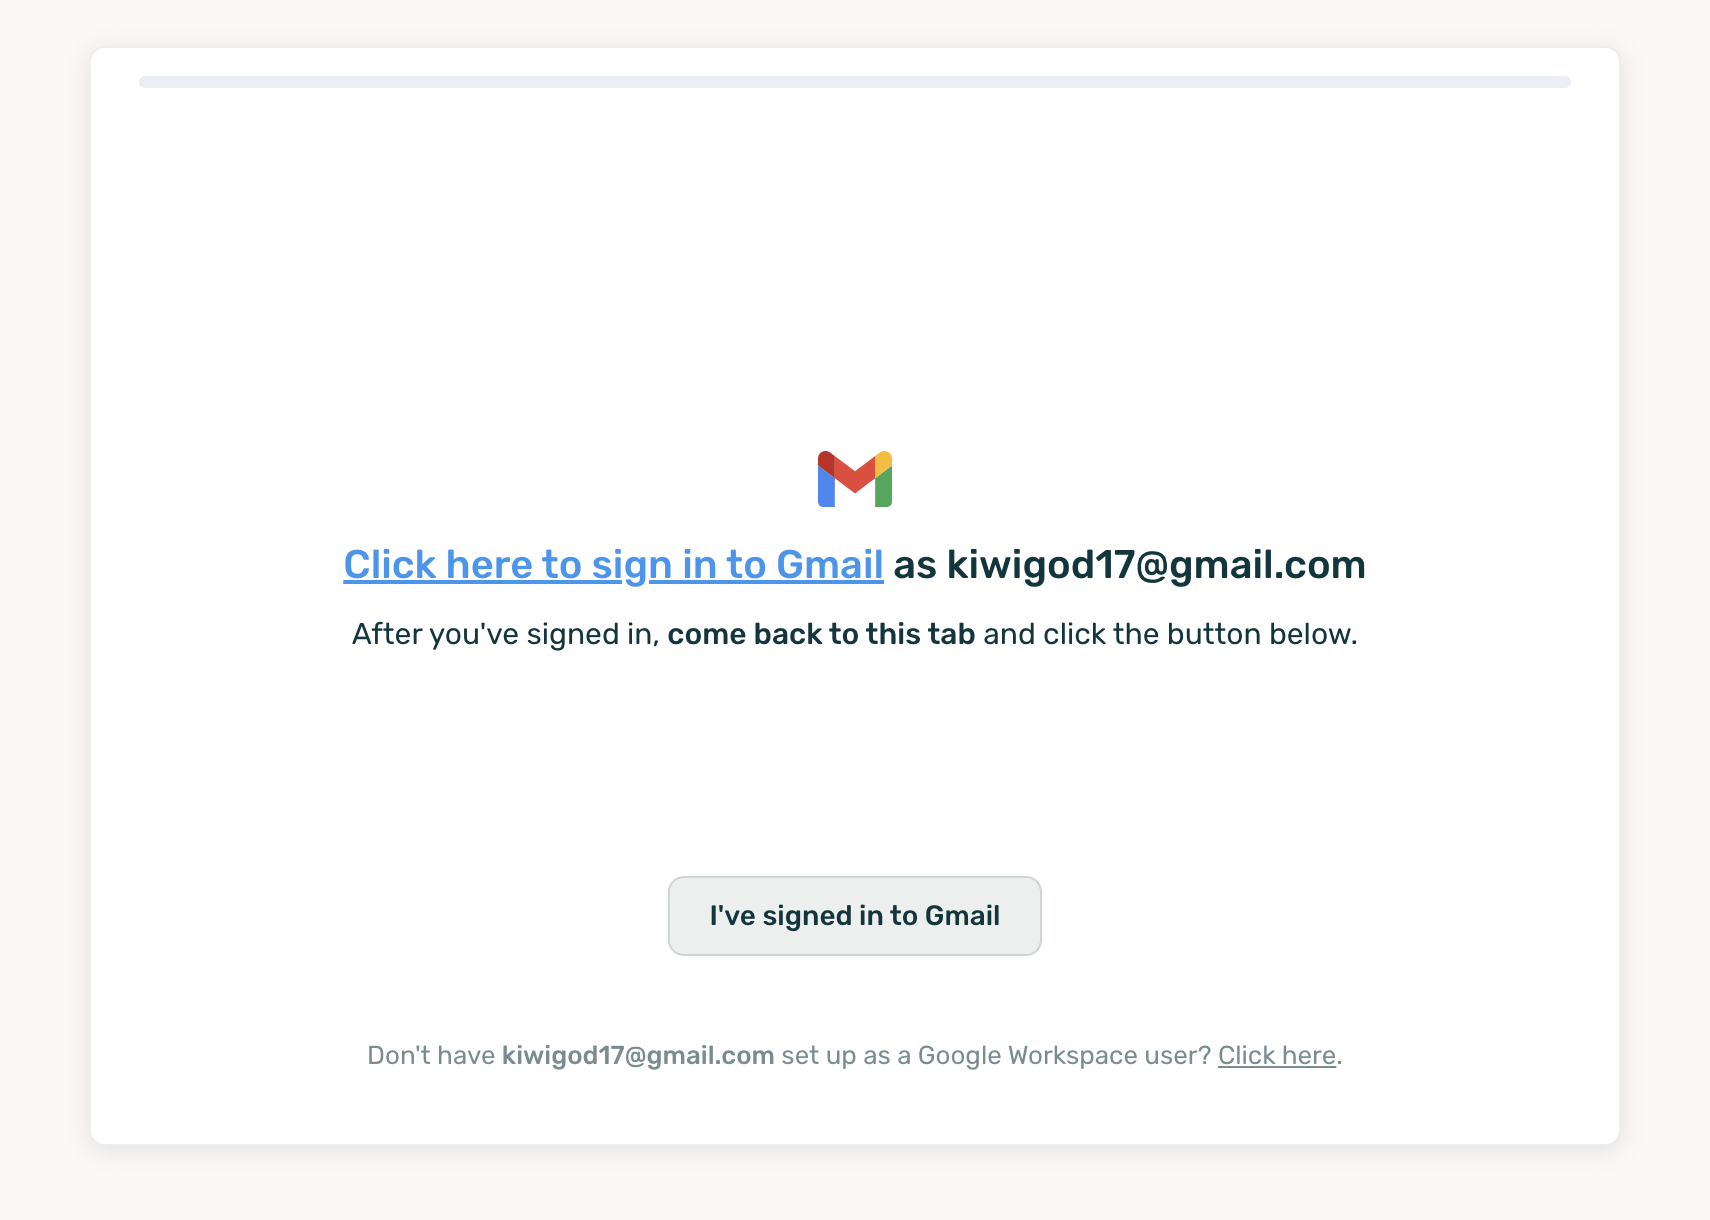 Click here to sign in to Gmail as kiwigod17@gmail.com
After you've signed in, come back to this tab and click the button below.
I've signed in to Gmail
Don't have kiwigod17@gmail.com set up as a Google Workspace user? Click here.